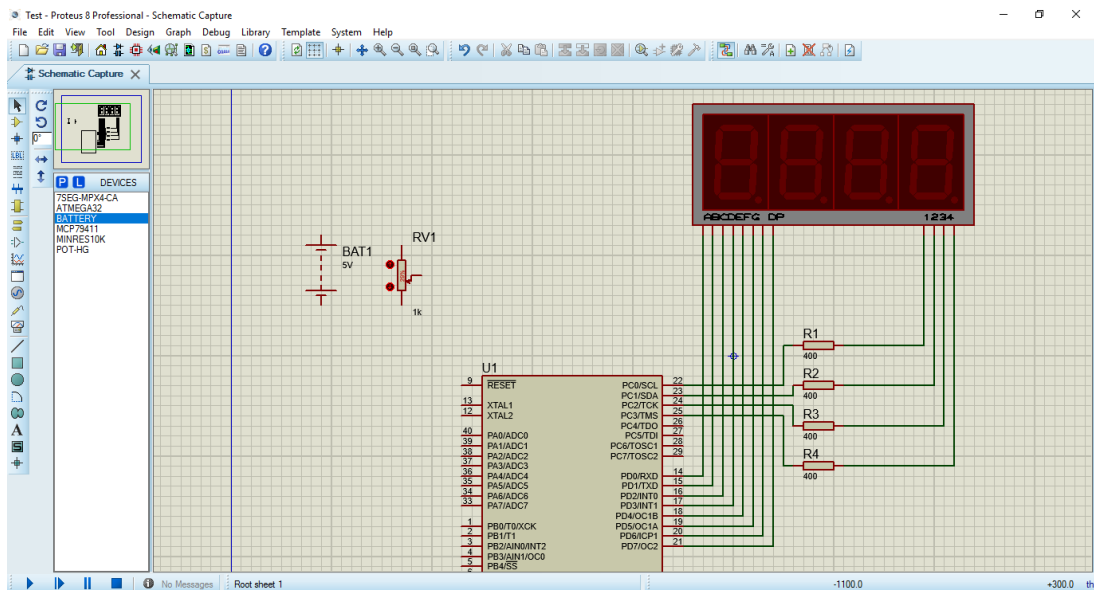 Test - Proteus 8 Professional - Schematic Capture
File Edit View Tool Design Graph Debug Library Template System Help
Schematic Capture
0°
LBL
A
S
P L DEVICES
7SEG-MPX4-CA
ATMEGA32
BATTERY
MCP79411
MINRES10K
POT-HG
ABCDEFG DP 1234
BAT1
5V
RV1
1k
R1
400
R2
400
R3
400
R4
400
U1
9 RESET PC0/SCL 22
PC1/SDA 23
13 XTAL1 PC2/TCK 24
12 XTAL2 PC3/TMS 25
PC4/TDO 26
40 PA0/ADC0 PC5/TDI 27
39 PA1/ADC1 PC6/TOSC1 28
38 PA2/ADC2 PC7/TOSC2 29
37 PA3/ADC3
36 PA4/ADC4 PD0/RXD 14
35 PA5/ADC5 PD1/TXD 15
34 PA6/ADC6 PD2/INT0 16
33 PA7/ADC7 PD3/INT1 17
PD4/OC1B 18
1 PB0/T0/XCK PD5/OC1A 19
2 PB1/T1 PD6/ICP1 20
3 PB2/AIN0/INT2 PD7/OC2 21
4 PB3/AIN1/OC0
5 PB4/SS
No Messages Root sheet 1 -1100.0 +300.0 th